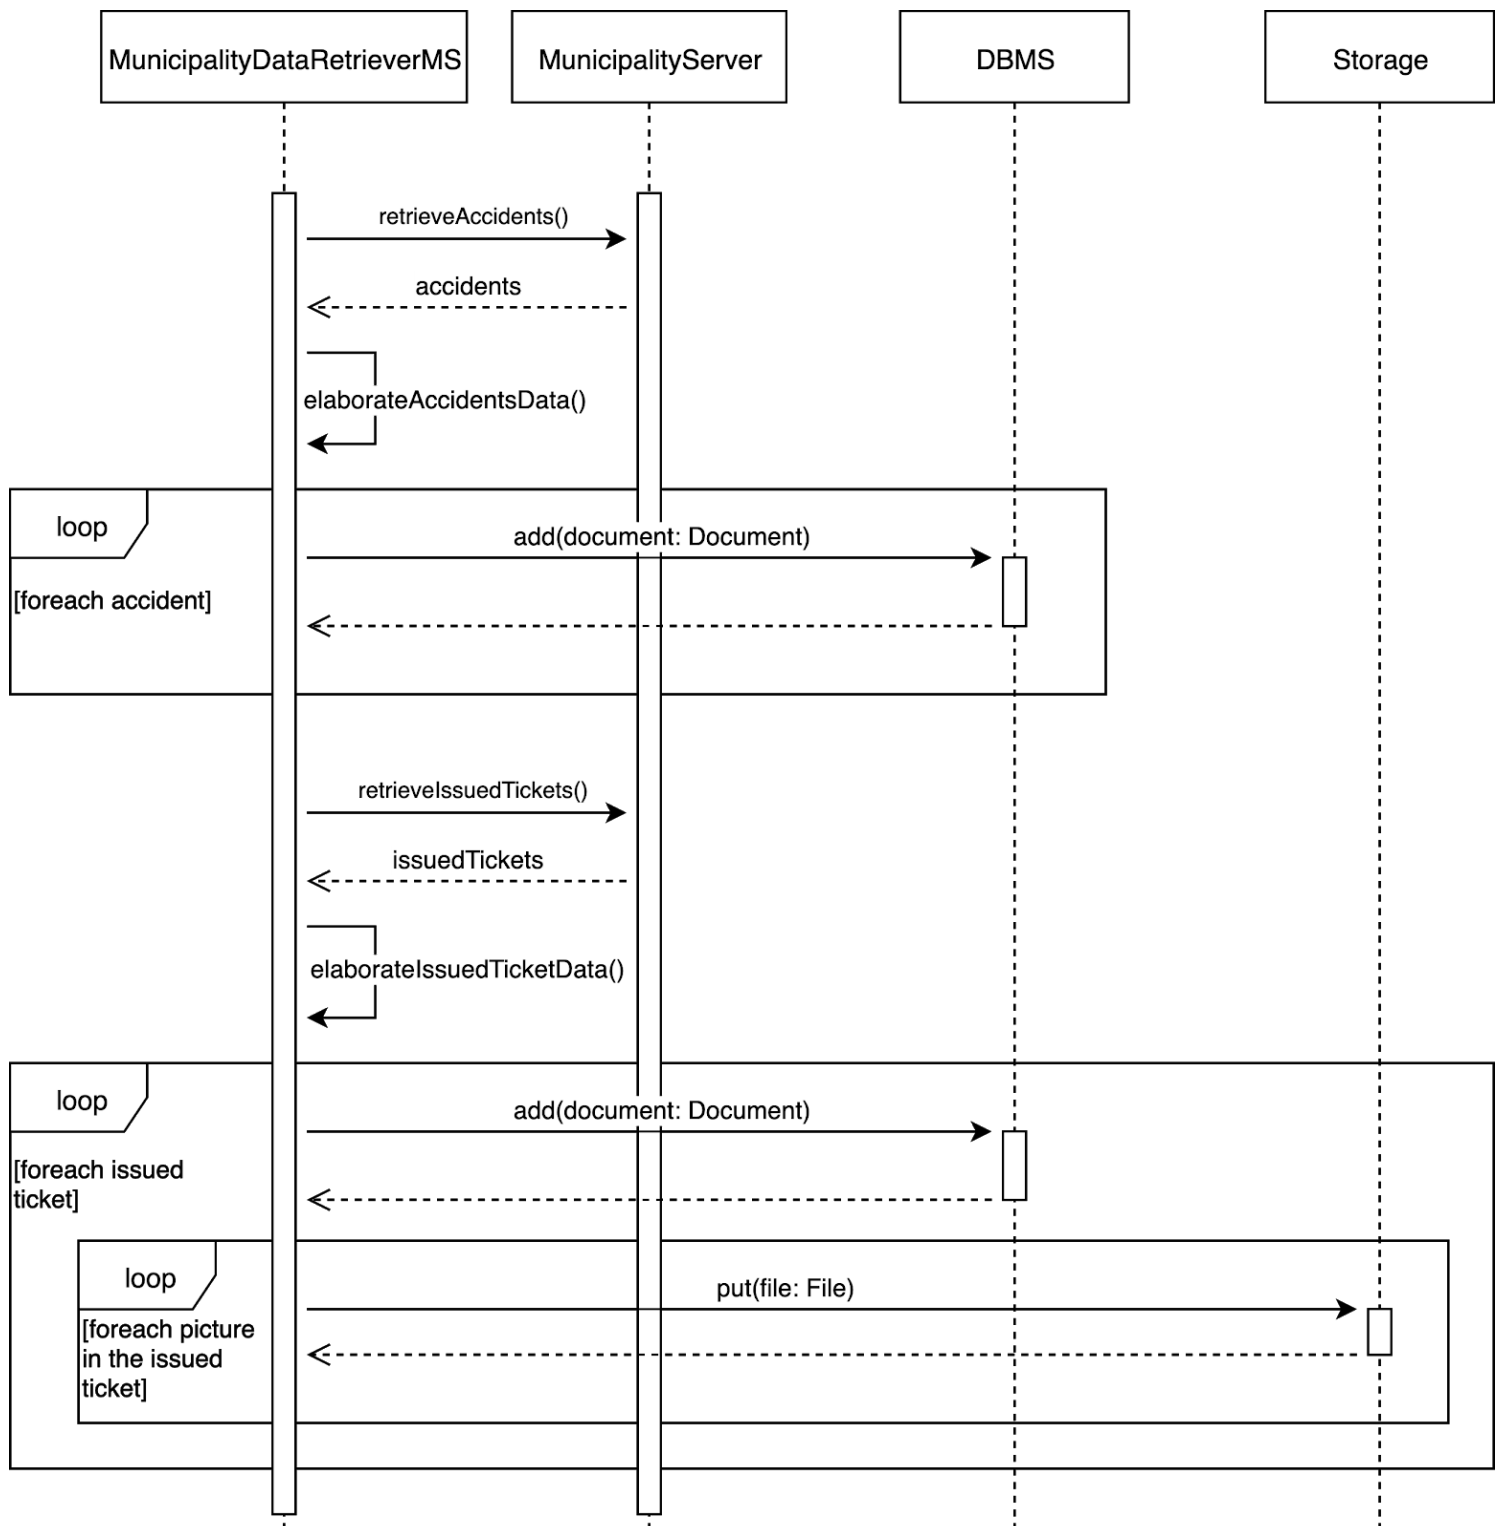 MunicipalityDataRetrieverMS
MunicipalityServer
DBMS
Storage
retrieveAccidents()
accidents
elaborateAccidentsData()
loop
add(document: Document)
[foreach accident]
retrieveIssuedTickets()
issuedTickets
elaborateIssuedTicketData()
loop
add(document: Document)
[foreach issued
ticket]
loop
put(file: File)
[foreach picture
in the issued
ticket]